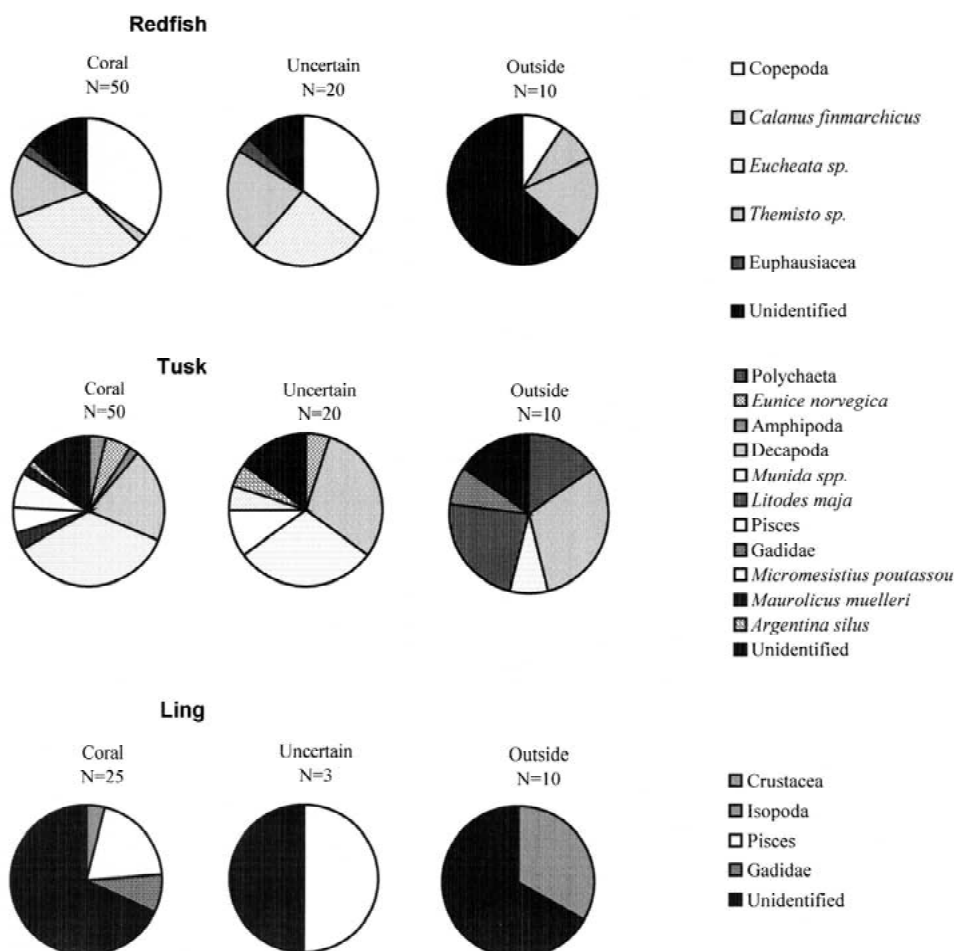 Redfish
Coral
N=50
Uncertain
N=20
Outside
N=10
Copepoda
Calanus finmarchicus
Eucheata sp.
Themisto sp.
Euphausiacea
Unidentified
Tusk
Coral
N=50
Uncertain
N=20
Outside
N=10
Polychaeta
Eunice norvegica
Amphipoda
Decapoda
Munida spp.
Litodes maja
Pisces
Gadidae
Micromesistius poutassou
Maurolicus muelleri
Argentina silus
Unidentified
Ling
Coral
N=25
Uncertain
N=3
Outside
N=10
Crustacea
Isopoda
Pisces
Gadidae
Unidentified